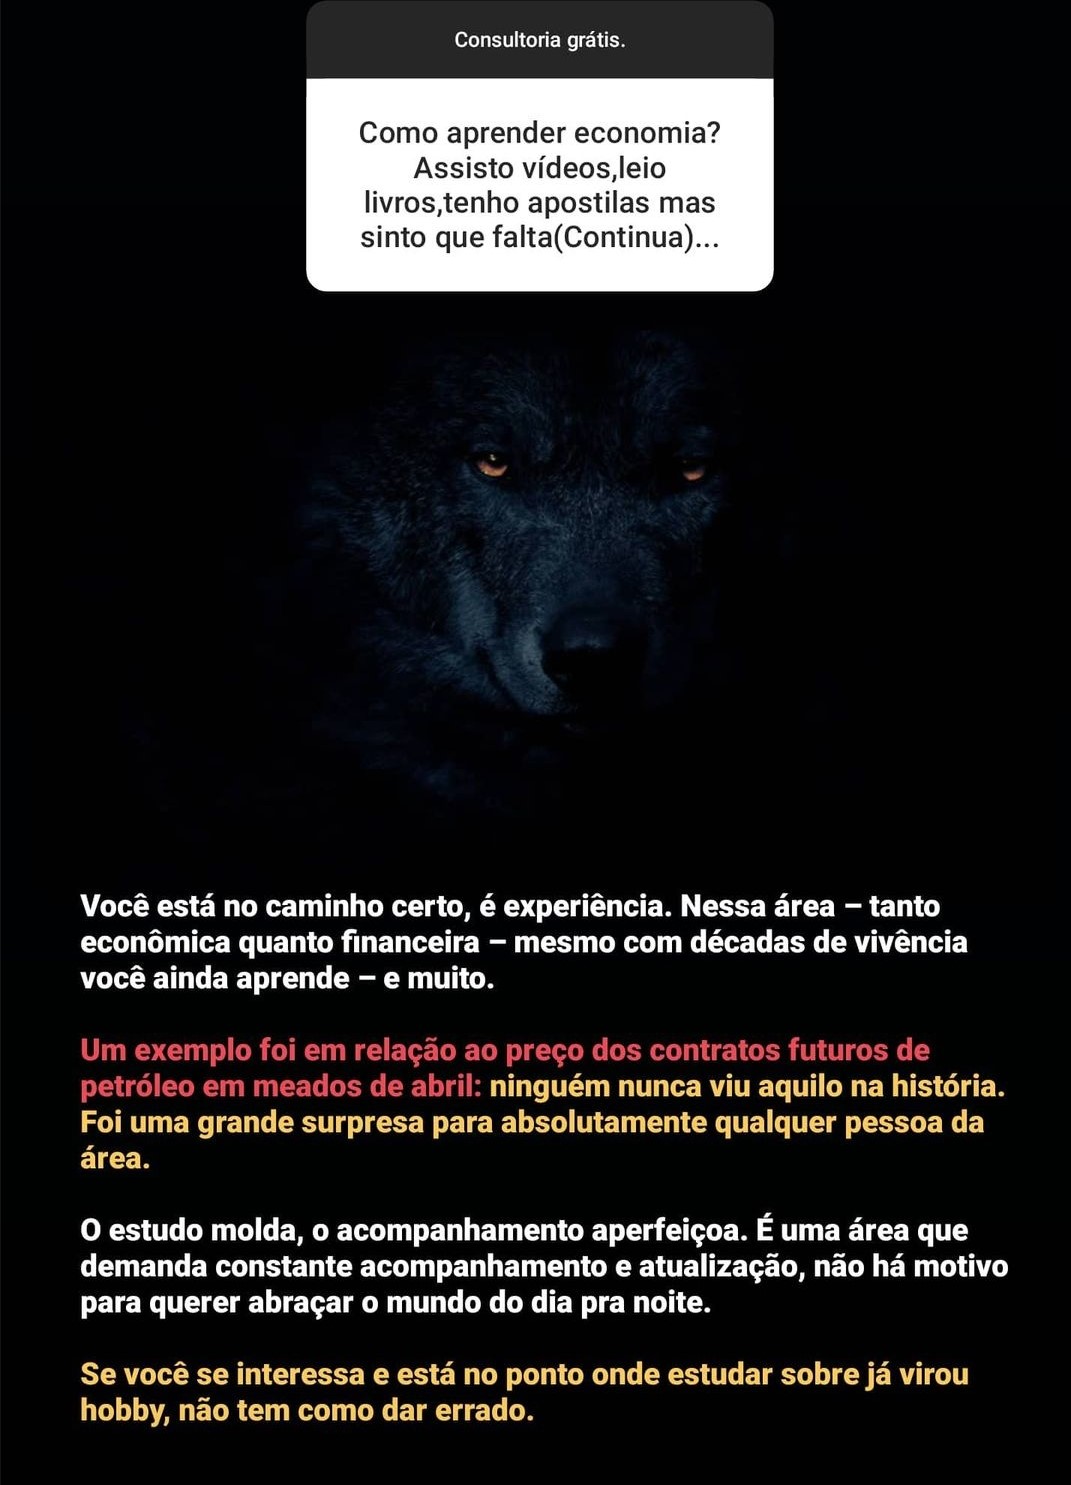 Consultoria grátis.
Como aprender economia?
Assisto vídeos,leio
livros,tenho apostilas mas
sinto que falta(Continua)...
Você está no caminho certo, é experiência. Nessa área – tanto
econômica quanto financeira – mesmo com décadas de vivência
você ainda aprende – e muito.
Um exemplo foi em relação ao preço dos contratos futuros de
petróleo em meados de abril: ninguém nunca viu aquilo na história.
Foi uma grande surpresa para absolutamente qualquer pessoa da
área.
O estudo molda, o acompanhamento aperfeiçoa. É uma área que
demanda constante acompanhamento e atualização, não há motivo
para querer abraçar o mundo do dia pra noite.
Se você se interessa e está no ponto onde estudar sobre já virou
hobby, não tem como dar errado.